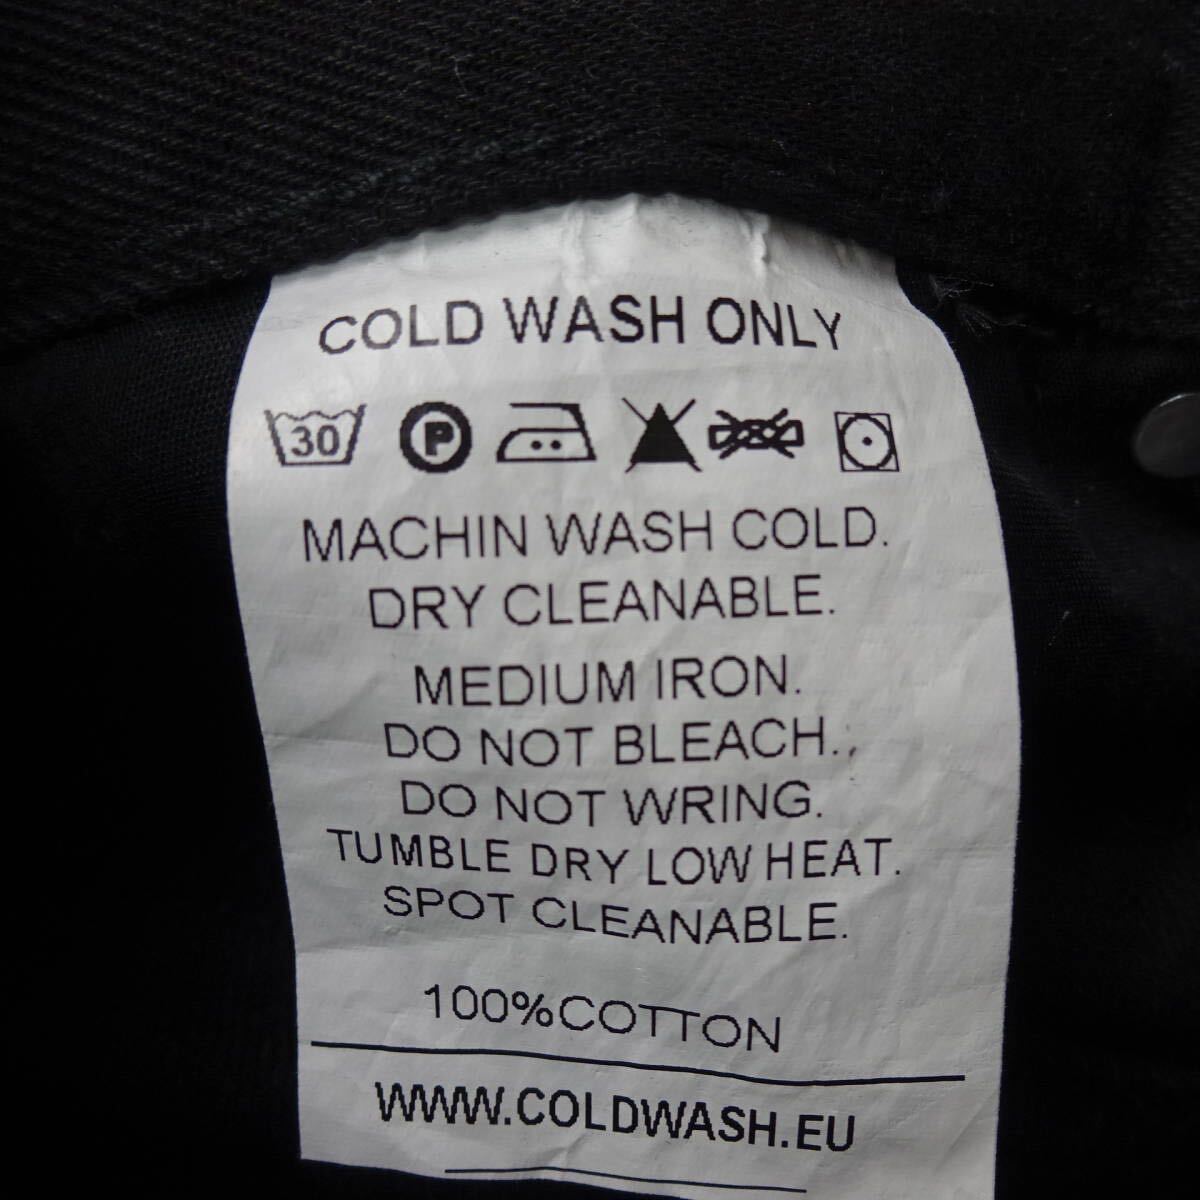 COLD WASH ONLY
30 P
MACHIN WASH COLD.
DRY CLEANABLE.
MEDIUM IRON.
DO NOT BLEACH.
DO NOT WRING.
TUMBLE DRY LOW HEAT.
SPOT CLEANABLE.
100%COTTON
WWW.COLDWASH.EU